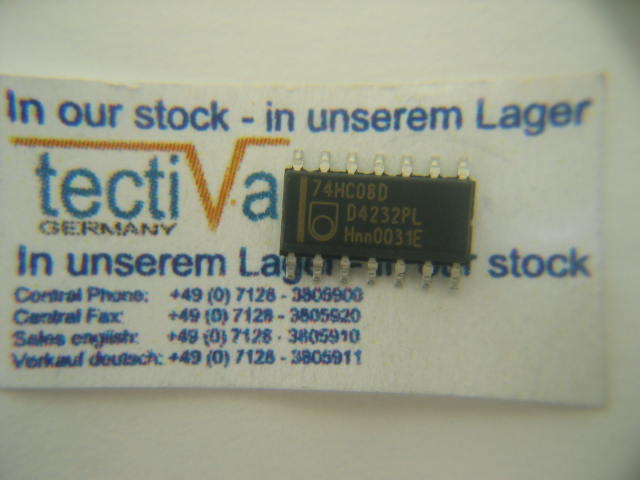 In our stock - in unserem Lager
tectiVa
GERMANY
74HC08D
D4232PL
Hnn0031E
In unserem Lager - in our stock
Central Phone: +49 (0) 7128 - 3805900
Central Fax: +49 (0) 7128 - 3805920
Sales english: +49 (0) 7128 - 3805910
Verkauf deutsch: +49 (0) 7128 - 3805911